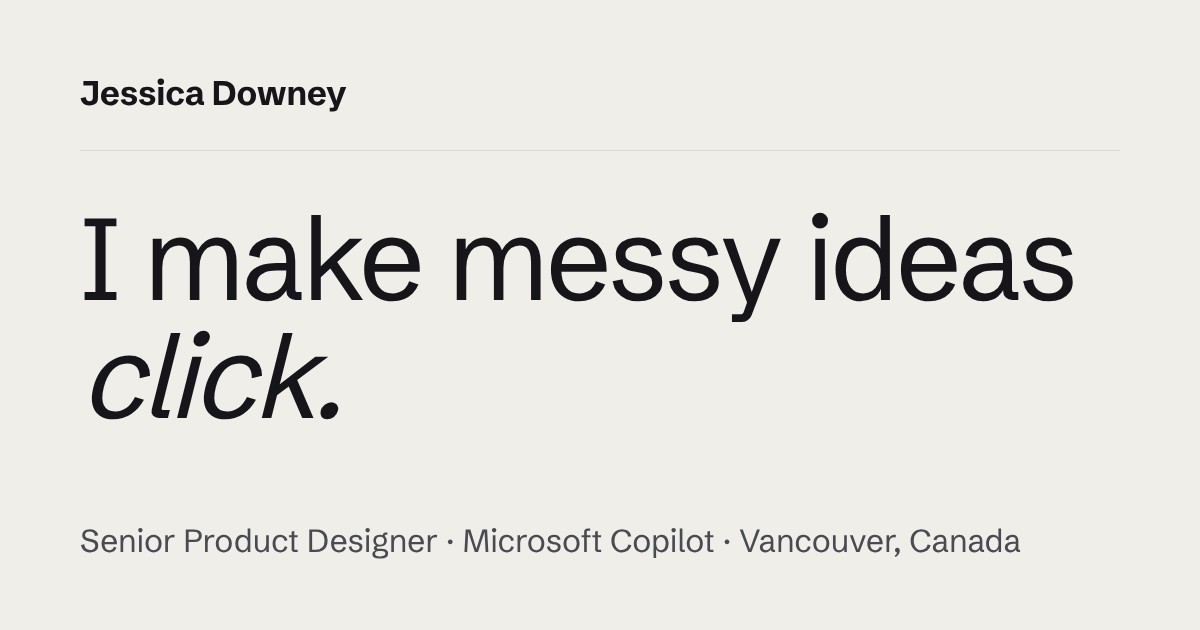 Jessica Downey
I make messy ideas
click.
Senior Product Designer · Microsoft Copilot · Vancouver, Canada